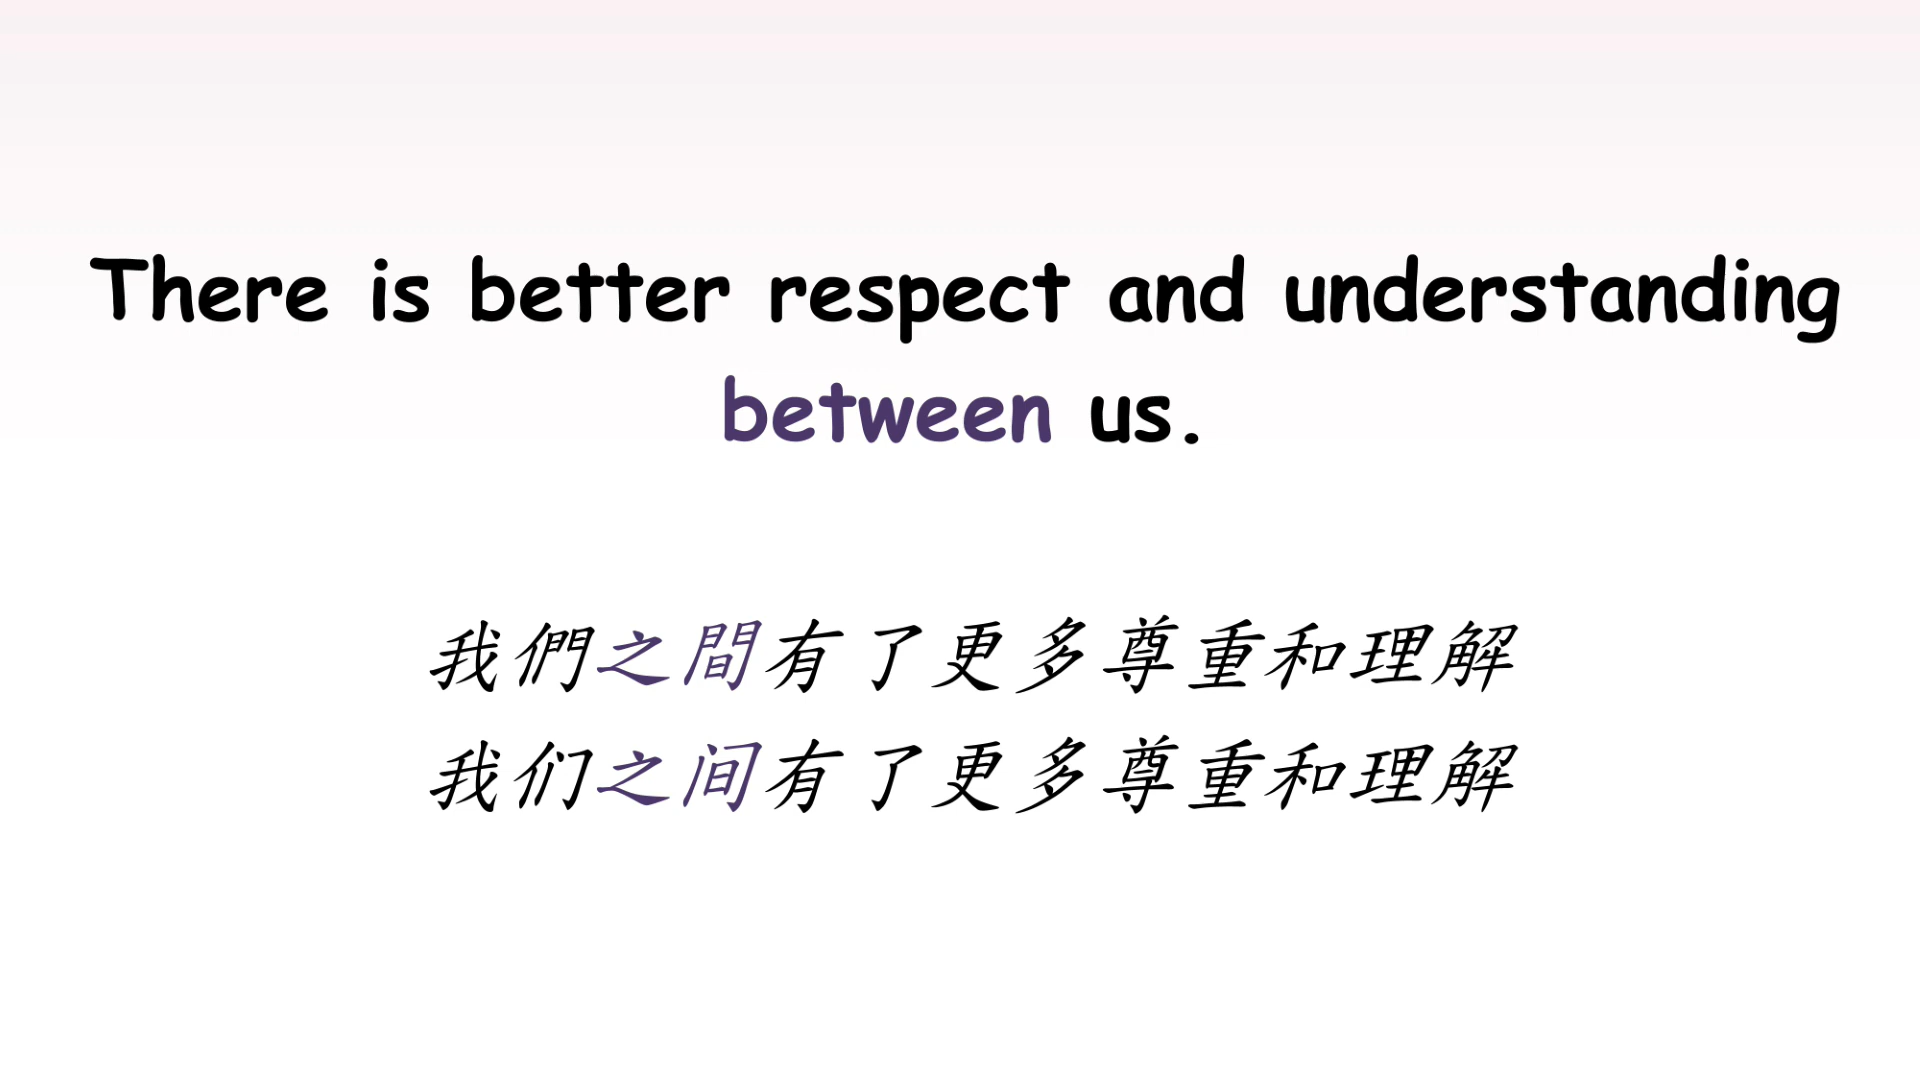 There is better respect and understanding
between us.
我們之間有了更多尊重和理解
我们之间有了更多尊重和理解